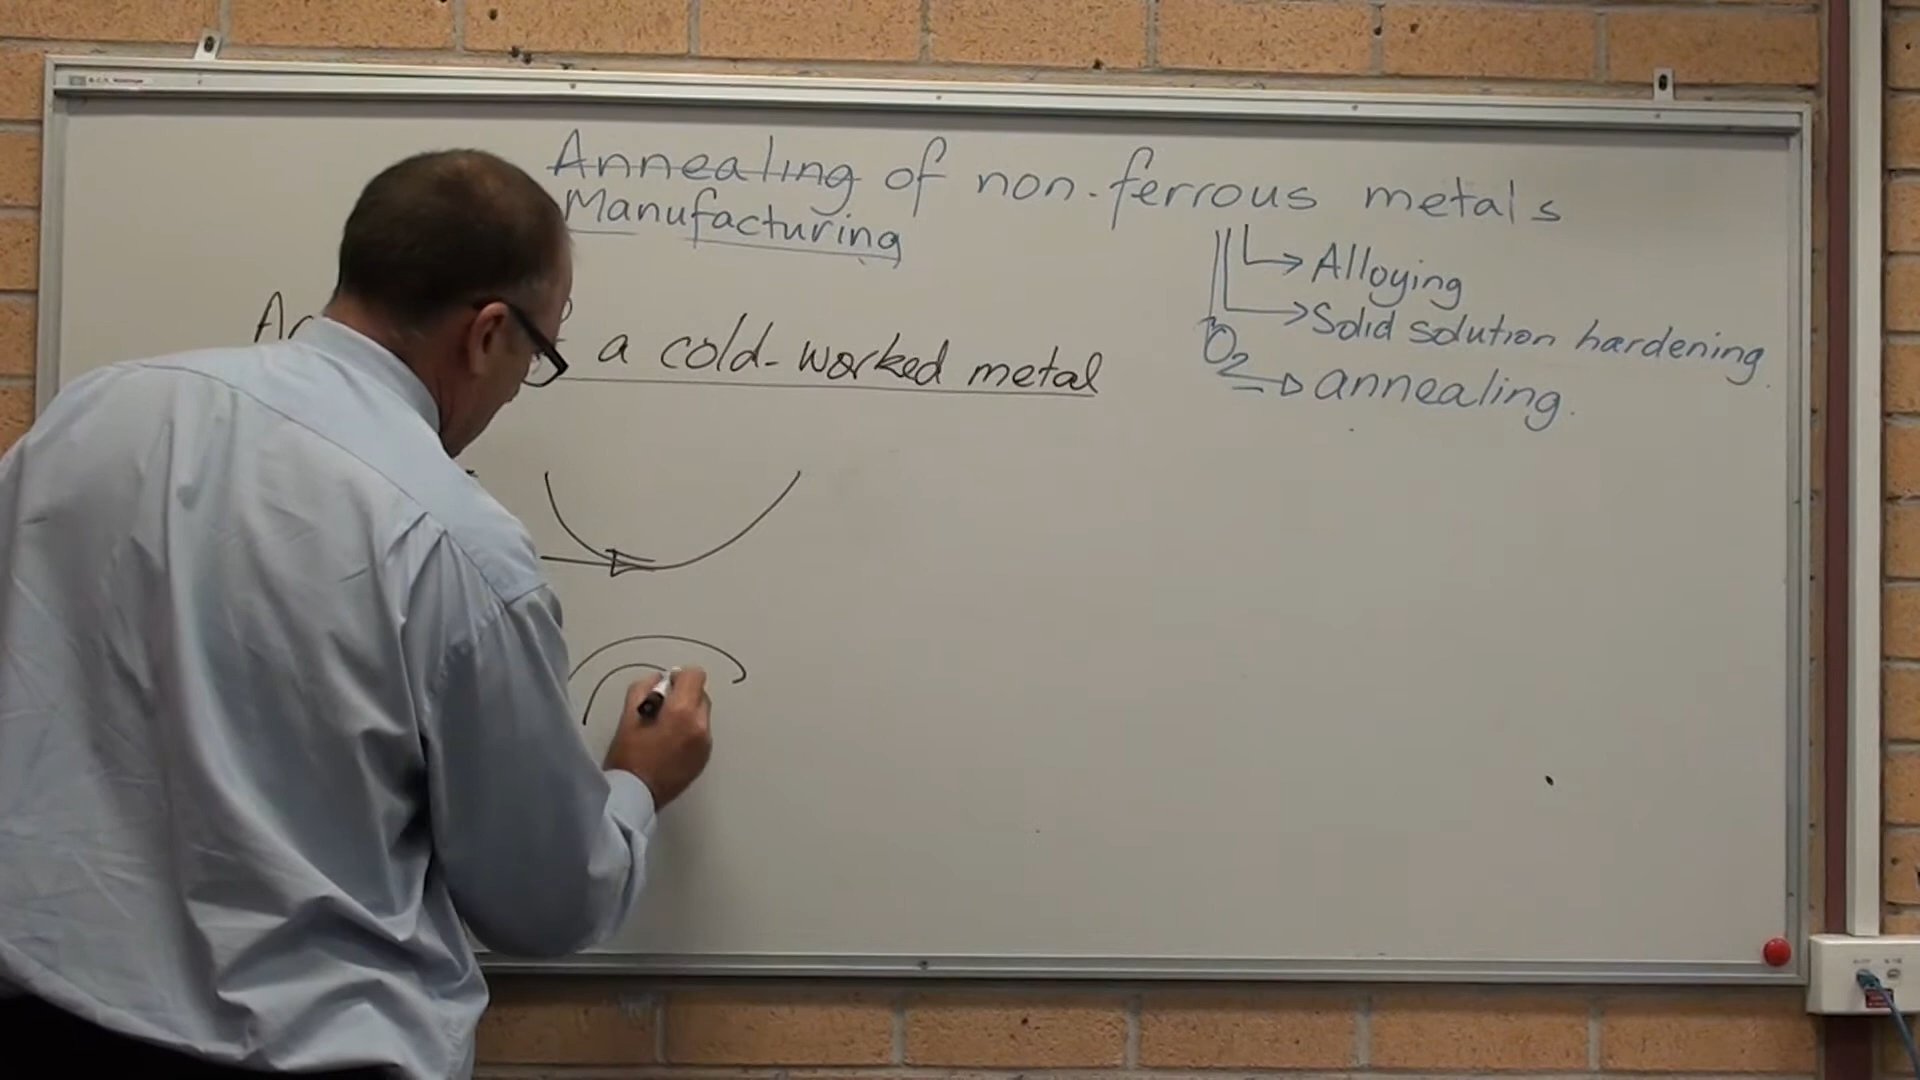 Annealing of non-ferrous metals
Manufacturing
Alloying
Solid solution hardening
O2
annealing.
a cold-worked metal